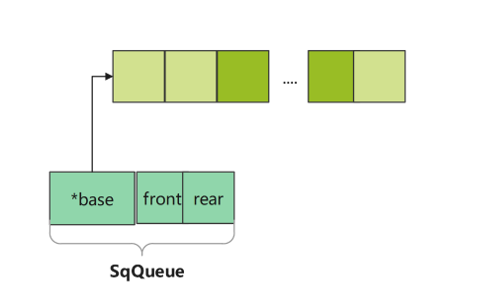 ....
*base front rear
SqQueue